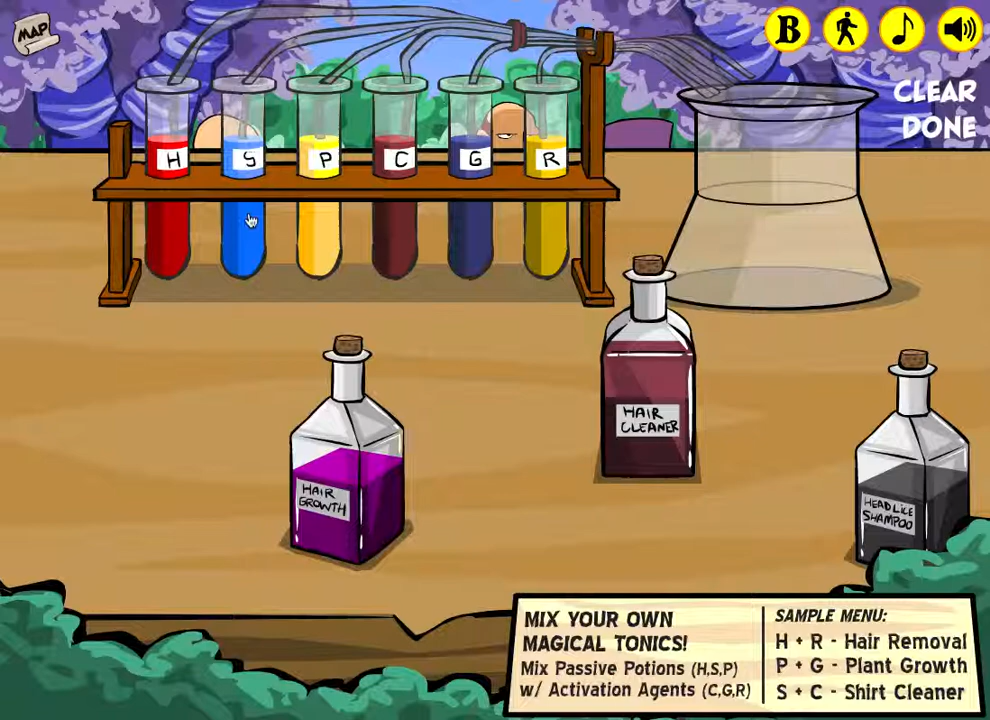 MAP
B
CLEAR
DONE
H S P C G R
HAIR
CLEANER
HAIR
GROWTH
HEAD LICE
SHAMPOO
MIX YOUR OWN
MAGICAL TONICS!
Mix Passive Potions (H,S,P)
w/ Activation Agents (C,G,R)
SAMPLE MENU:
H + R - Hair Removal
P + G - Plant Growth
S + C - Shirt Cleaner